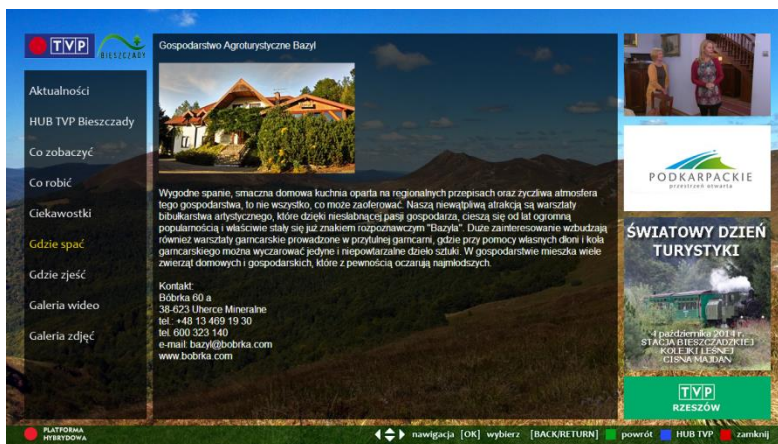 TVP
BIESZCZADY
Gospodarstwo Agroturystyczne Bazyl
Aktualności
HUB TVP Bieszczady
Co zobaczyć
Co robić
Ciekawostki
Gdzie spać
Gdzie zjeść
Galeria wideo
Galeria zdjęć
Wygodne spanie, smaczna domowa kuchnia oparta na regionalnych przepisach oraz życzliwa atmosfera
tego gospodarstwa, to nie wszystko, co może zaoferować. Naszą niewątpliwą atrakcją są warsztaty
bibułkarstwa artystycznego, które dzięki niesłabnącej pasji gospodarza, cieszą się od lat ogromną
popularnością i właściwie stały się już znakiem rozpoznawczym "Bazyla". Duże zainteresowanie wzbudzają
również warsztaty garncarskie prowadzone w przytulnej garncarni, gdzie przy pomocy własnych dłoni i koła
garncarskiego można wyczarować jedyne i niepowtarzalne dzieło sztuki. W gospodarstwie mieszka wiele
zwierząt domowych i gospodarskich, które z pewnością oczarują najmłodszych.
Kontakt:
Bóbrka 60 a
38-623 Uherce Mineralne
tel.: +48 13 469 19 30
tel. 600 323 140
e-mail: bazyl@bobrka.com
www.bobrka.com
PODKARPACKIE
przestrzeń otwarta
ŚWIATOWY DZIEŃ
TURYSTYKI
4 października 2014 r.
STACJA BIESZCZADZKIEJ
KOLEJKI LEŚNEJ
CISNA MAJDAN
TVP
RZESZÓW
PLATFORMA
HYBRYDOWA
nawigacja [OK] wybierz [BACK/RETURN] powrót HUB TVP zamknij